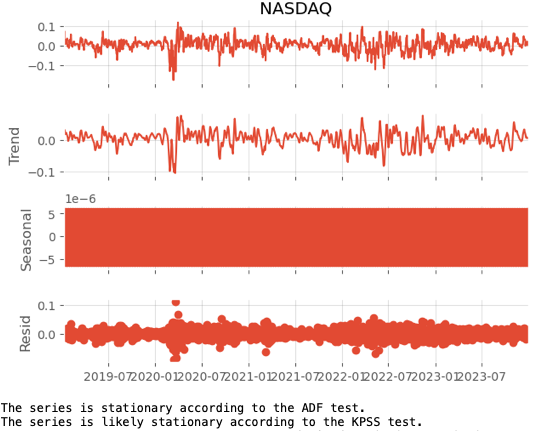 NASDAQ
0.1
0.0
−0.1
Trend
0.0
−0.1
1e−6
Seasonal
5
0
−5
Resid
0.1
0.0
2019-07 2020-01 2020-07 2021-01 2021-07 2022-01 2022-07 2023-01 2023-07
The series is stationary according to the ADF test.
The series is likely stationary according to the KPSS test.